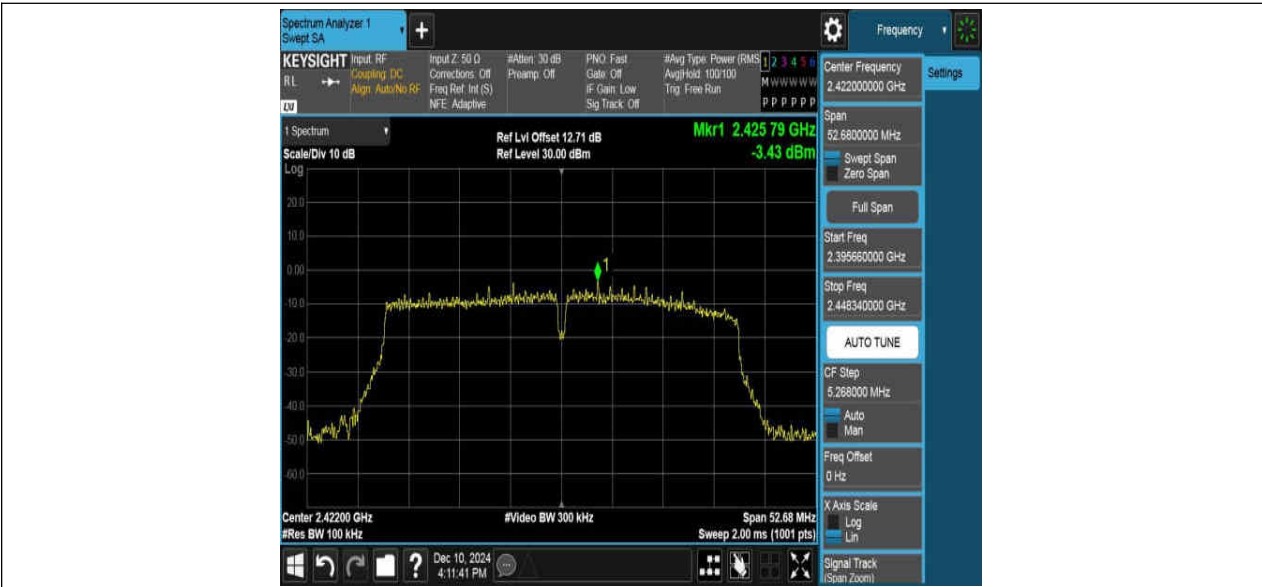 Spectrum Analyzer 1
Swept SA
+
Frequency
KEYSIGHT
RL
LXI
Input: RF
Coupling: DC
Align: Auto/No RF
Input Z: 50 Ω
Corrections: Off
Freq Ref: Int (S)
NFE: Adaptive
#Atten: 30 dB
Preamp: Off
PNO: Fast
Gate: Off
IF Gain: Low
Sig Track: Off
#Avg Type: Power (RMS
Avg|Hold: 100/100
Trig: Free Run
1 2 3 4 5 6
M W W W W W
P P P P P P
1 Spectrum
Scale/Div 10 dB
Log
Ref Lvl Offset 12.71 dB
Ref Level 30.00 dBm
Mkr1 2.425 79 GHz
-3.43 dBm
20.0
10.0
0.00
-10.0
-20.0
-30.0
-40.0
-50.0
-60.0
1
Center 2.42200 GHz
#Res BW 100 kHz
#Video BW 300 kHz
Span 52.68 MHz
Sweep 2.00 ms (1001 pts)
?
Dec 10, 2024
4:11:41 PM
Center Frequency
2.422000000 GHz
Span
52.6800000 MHz
Swept Span
Zero Span
Full Span
Start Freq
2.395660000 GHz
Stop Freq
2.448340000 GHz
AUTO TUNE
CF Step
5.268000 MHz
Auto
Man
Freq Offset
0 Hz
X Axis Scale
Log
Lin
Signal Track
(Span Zoom)
Settings